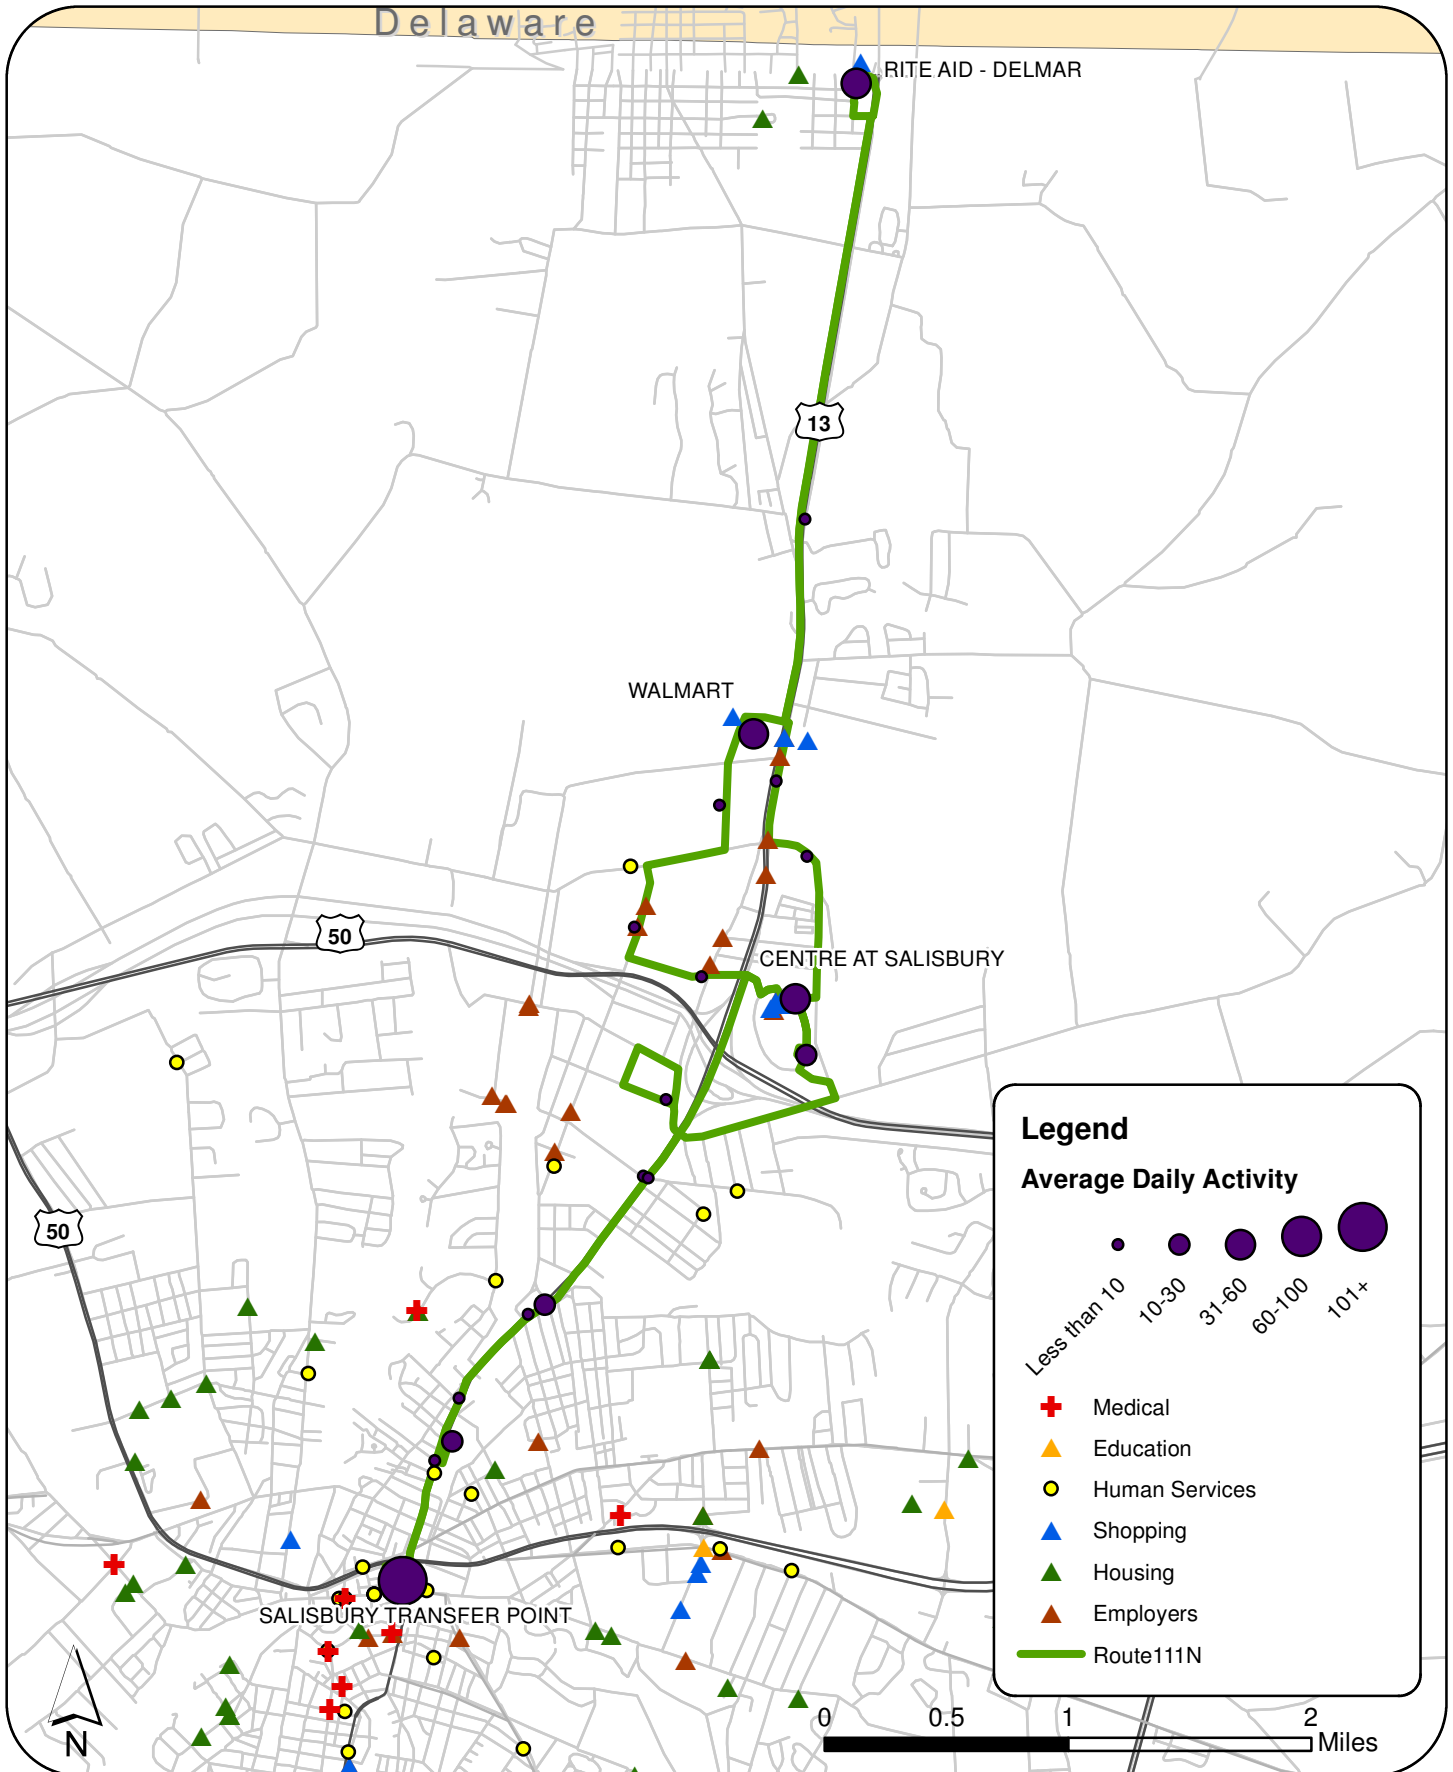 Delaware
RITE AID - DELMAR
13
WALMART
50
CENTRE AT SALISBURY
50
SALISBURY TRANSFER POINT
Legend
Average Daily Activity
Less than 10
10-30
31-60
60-100
101+
Medical
Education
Human Services
Shopping
Housing
Employers
Route111N
N
0 0.5 1 2
Miles